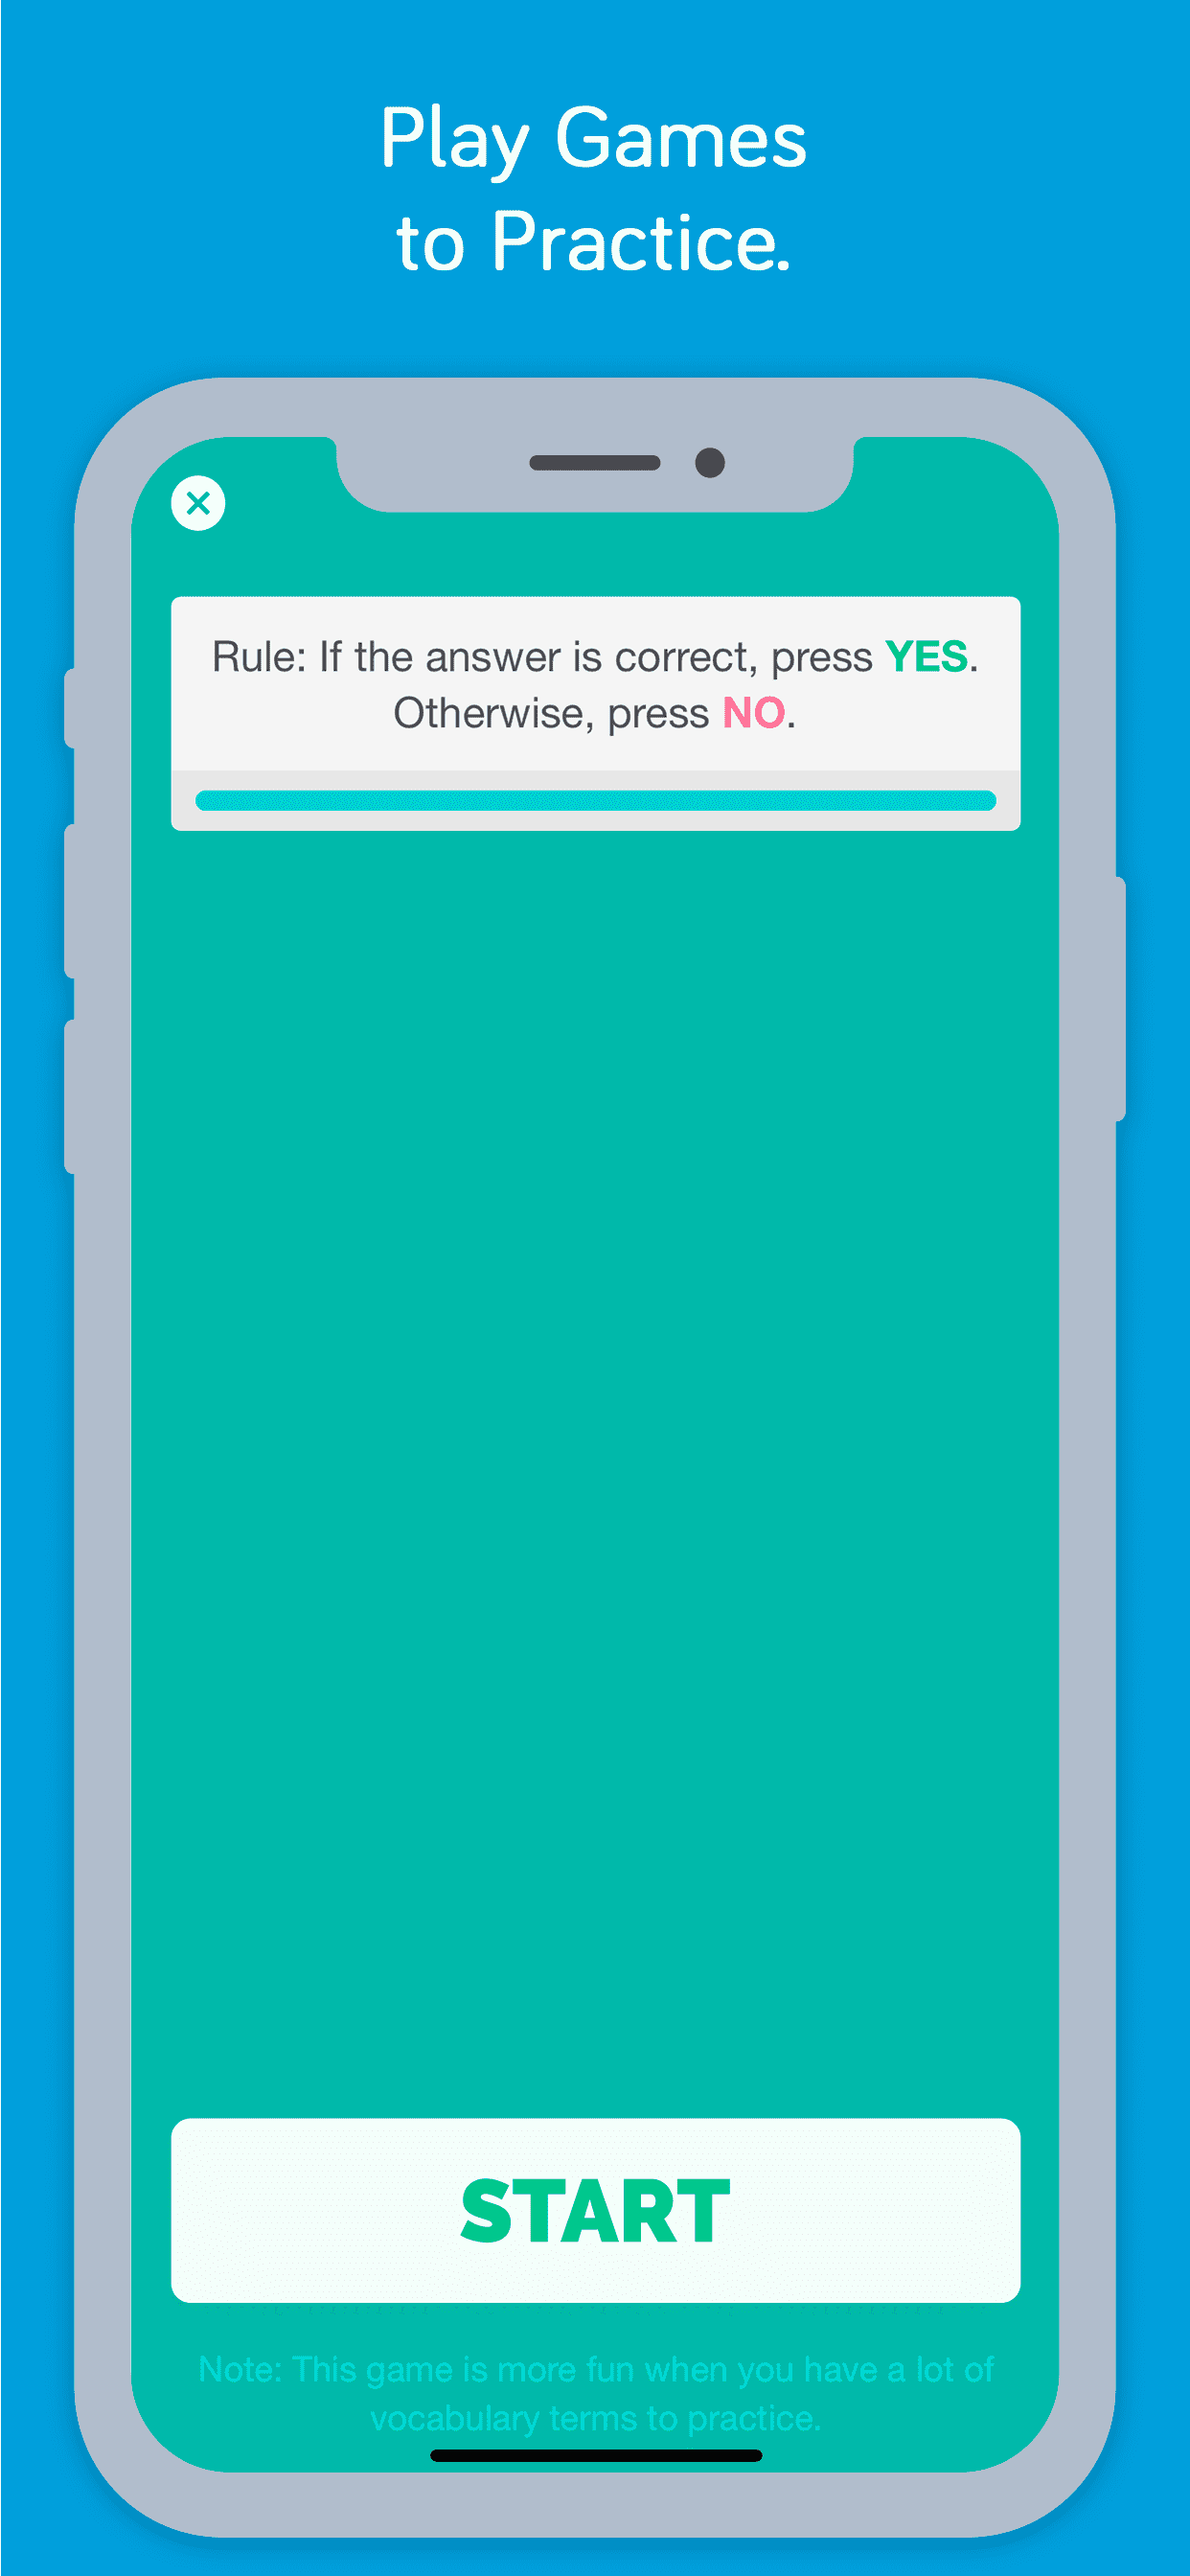 Play Games
to Practice.
Rule: If the answer is correct, press YES.
Otherwise, press NO.
START
Note: This game is more fun when you have a lot of
vocabulary terms to practice.